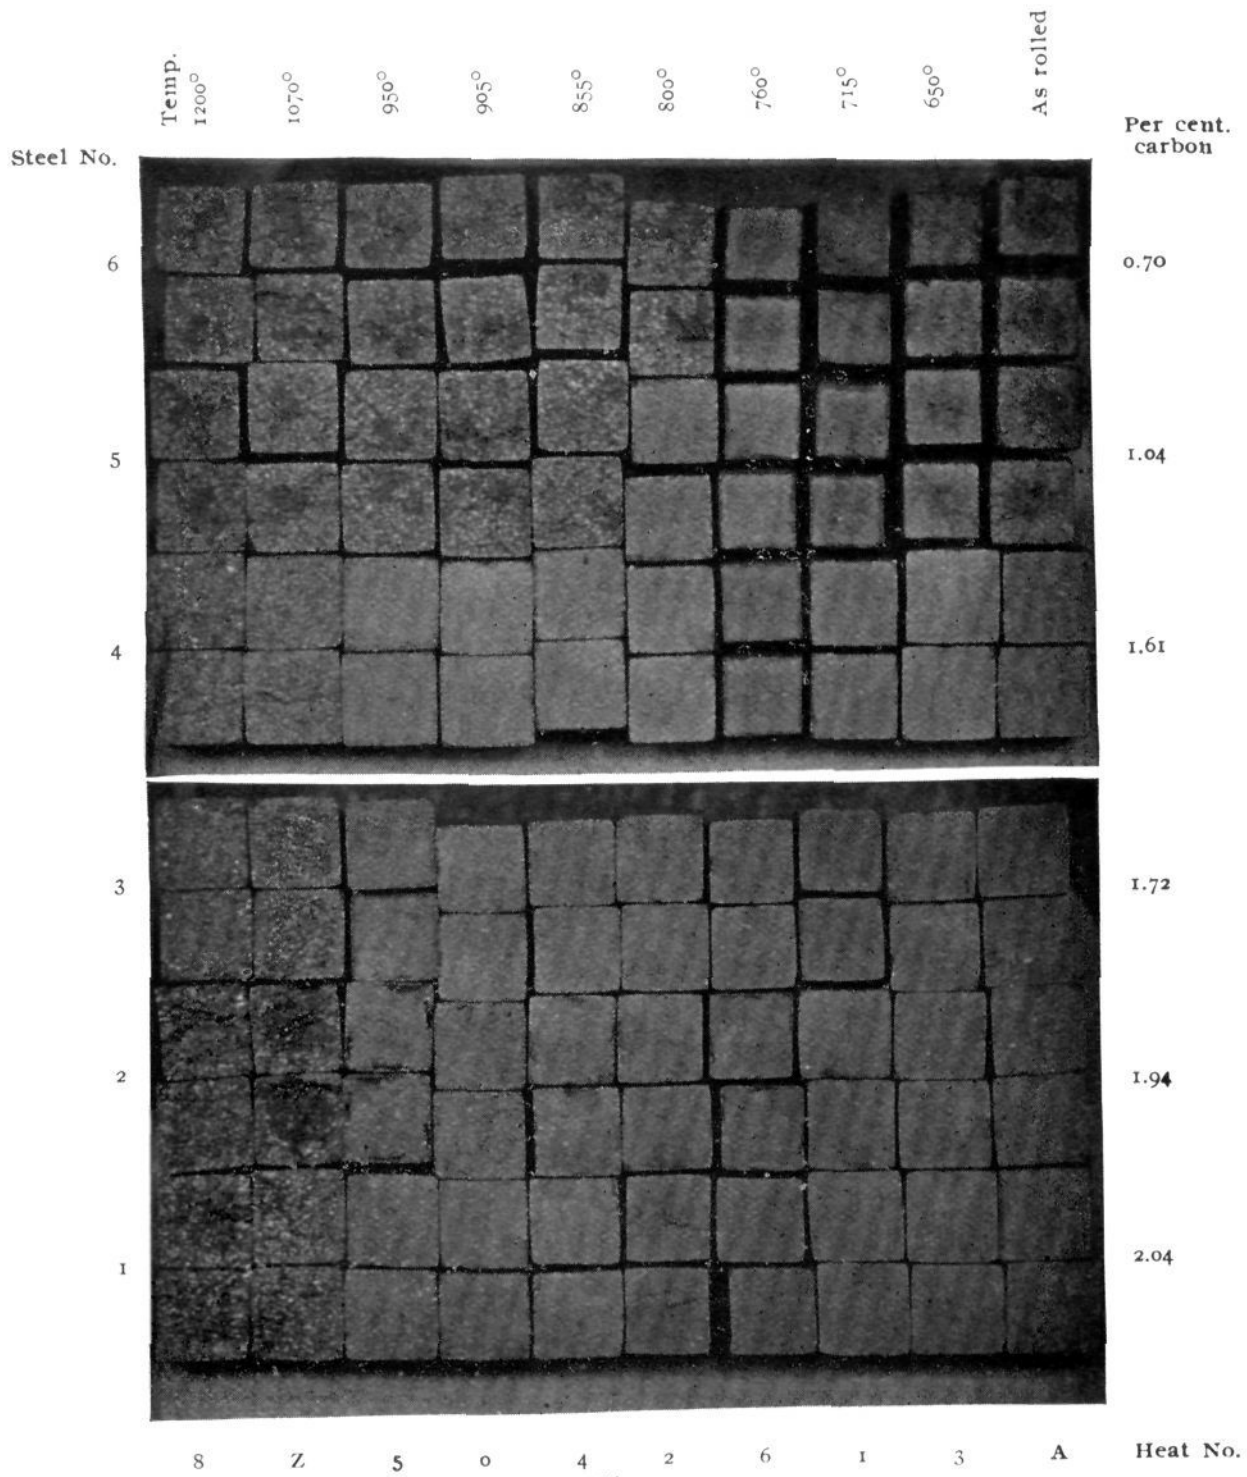 Temp. 1200° 1070° 950° 905° 855° 800° 760° 715° 650° As rolled
Per cent. carbon
Steel No.
6 0.70
5 1.04
4 1.61
3 1.72
2 1.94
1 2.04
8 Z 5 0 4 2 6 1 3 A Heat No.